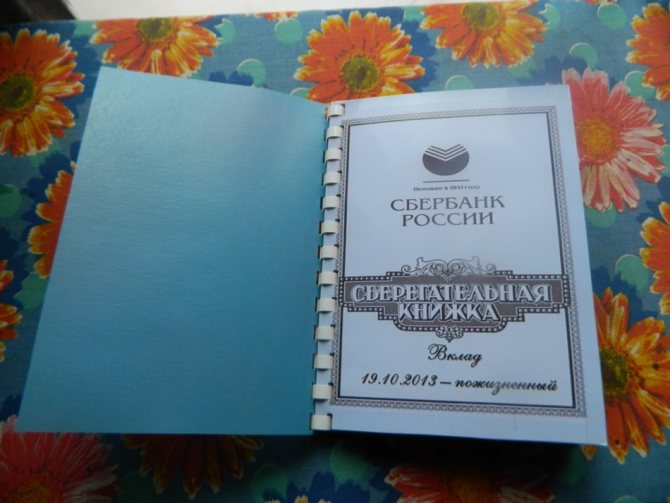 Основан в 1841 году
СБЕРБАНК
РОССИИ
СБЕРЕГАТЕЛЬНАЯ
КНИЖКА
Вклад
19.10.2013 – пожизненный